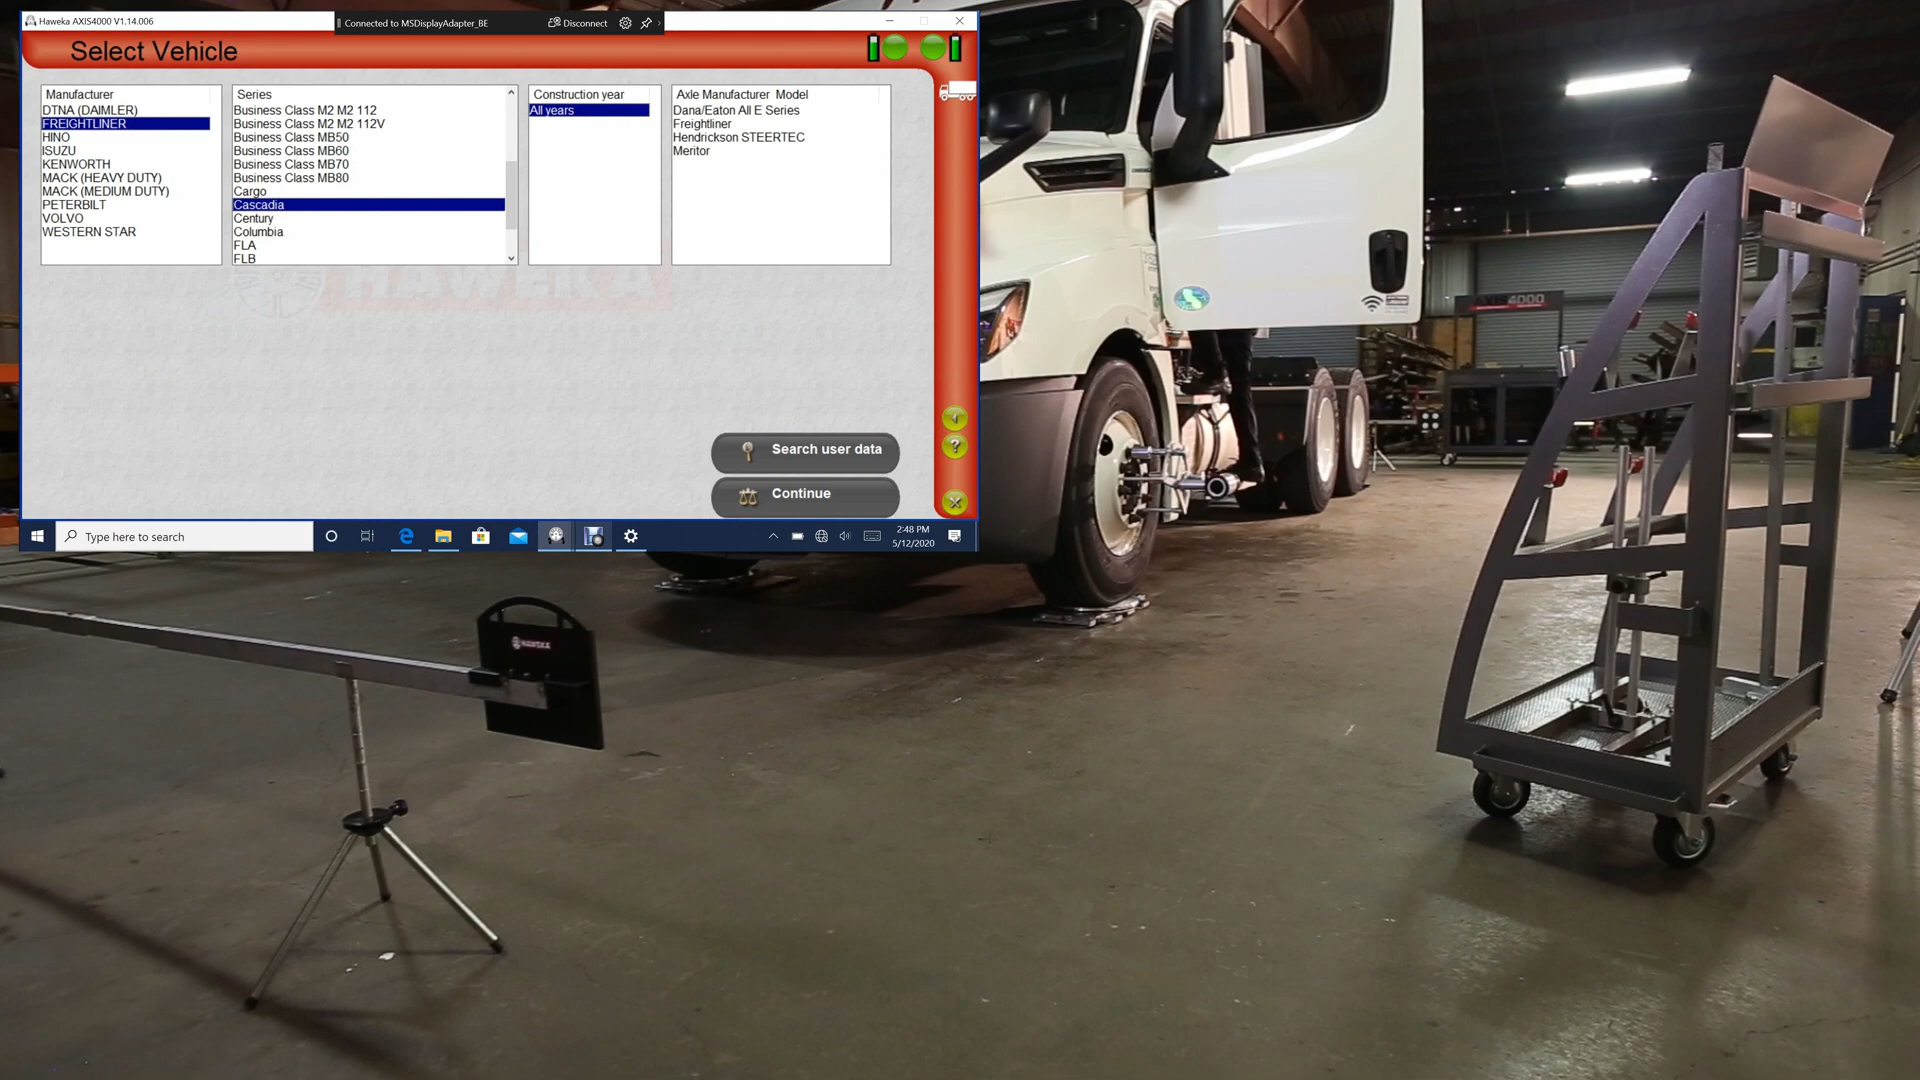 Haweka AXIS4000 V1.14.006
Connected to MSDisplayAdapter_BE
Disconnect
Select Vehicle
Manufacturer
DTNA (DAIMLER)
FREIGHTLINER
HINO
ISUZU
KENWORTH
MACK (HEAVY DUTY)
MACK (MEDIUM DUTY)
PETERBILT
VOLVO
WESTERN STAR
Series
Business Class M2 M2 112
Business Class M2 M2 112V
Business Class MB50
Business Class MB60
Business Class MB70
Business Class MB80
Cargo
Cascadia
Century
Columbia
FLA
FLB
Construction year
All years
Axle Manufacturer Model
Dana/Eaton All E Series
Freightliner
Hendrickson STEERTEC
Meritor
HAWEKA
Search user data
Continue
?
Type here to search
2:48 PM
5/12/2020
AXIS4000
HAWEKA